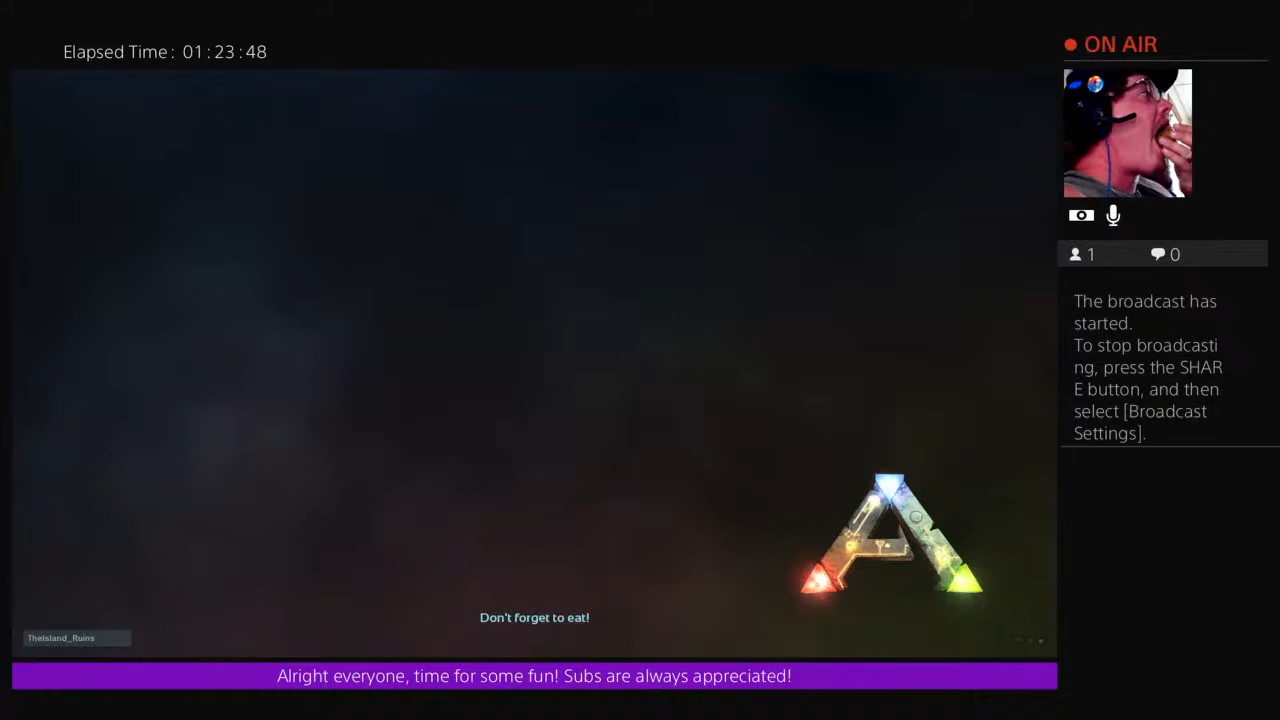 Elapsed Time: 01:23:48
ON AIR
1
0
The broadcast has
started.
To stop broadcasti
ng, press the SHAR
E button, and then
select [Broadcast
Settings].
Don't forget to eat!
TheIsland_Ruins
Alright everyone, time for some fun! Subs are always appreciated!